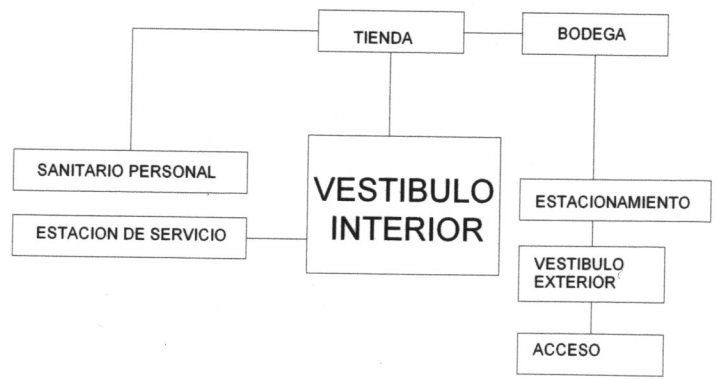 TIENDA
BODEGA
SANITARIO PERSONAL
VESTIBULO
INTERIOR
ESTACIONAMIENTO
ESTACION DE SERVICIO
VESTIBULO
EXTERIOR
ACCESO